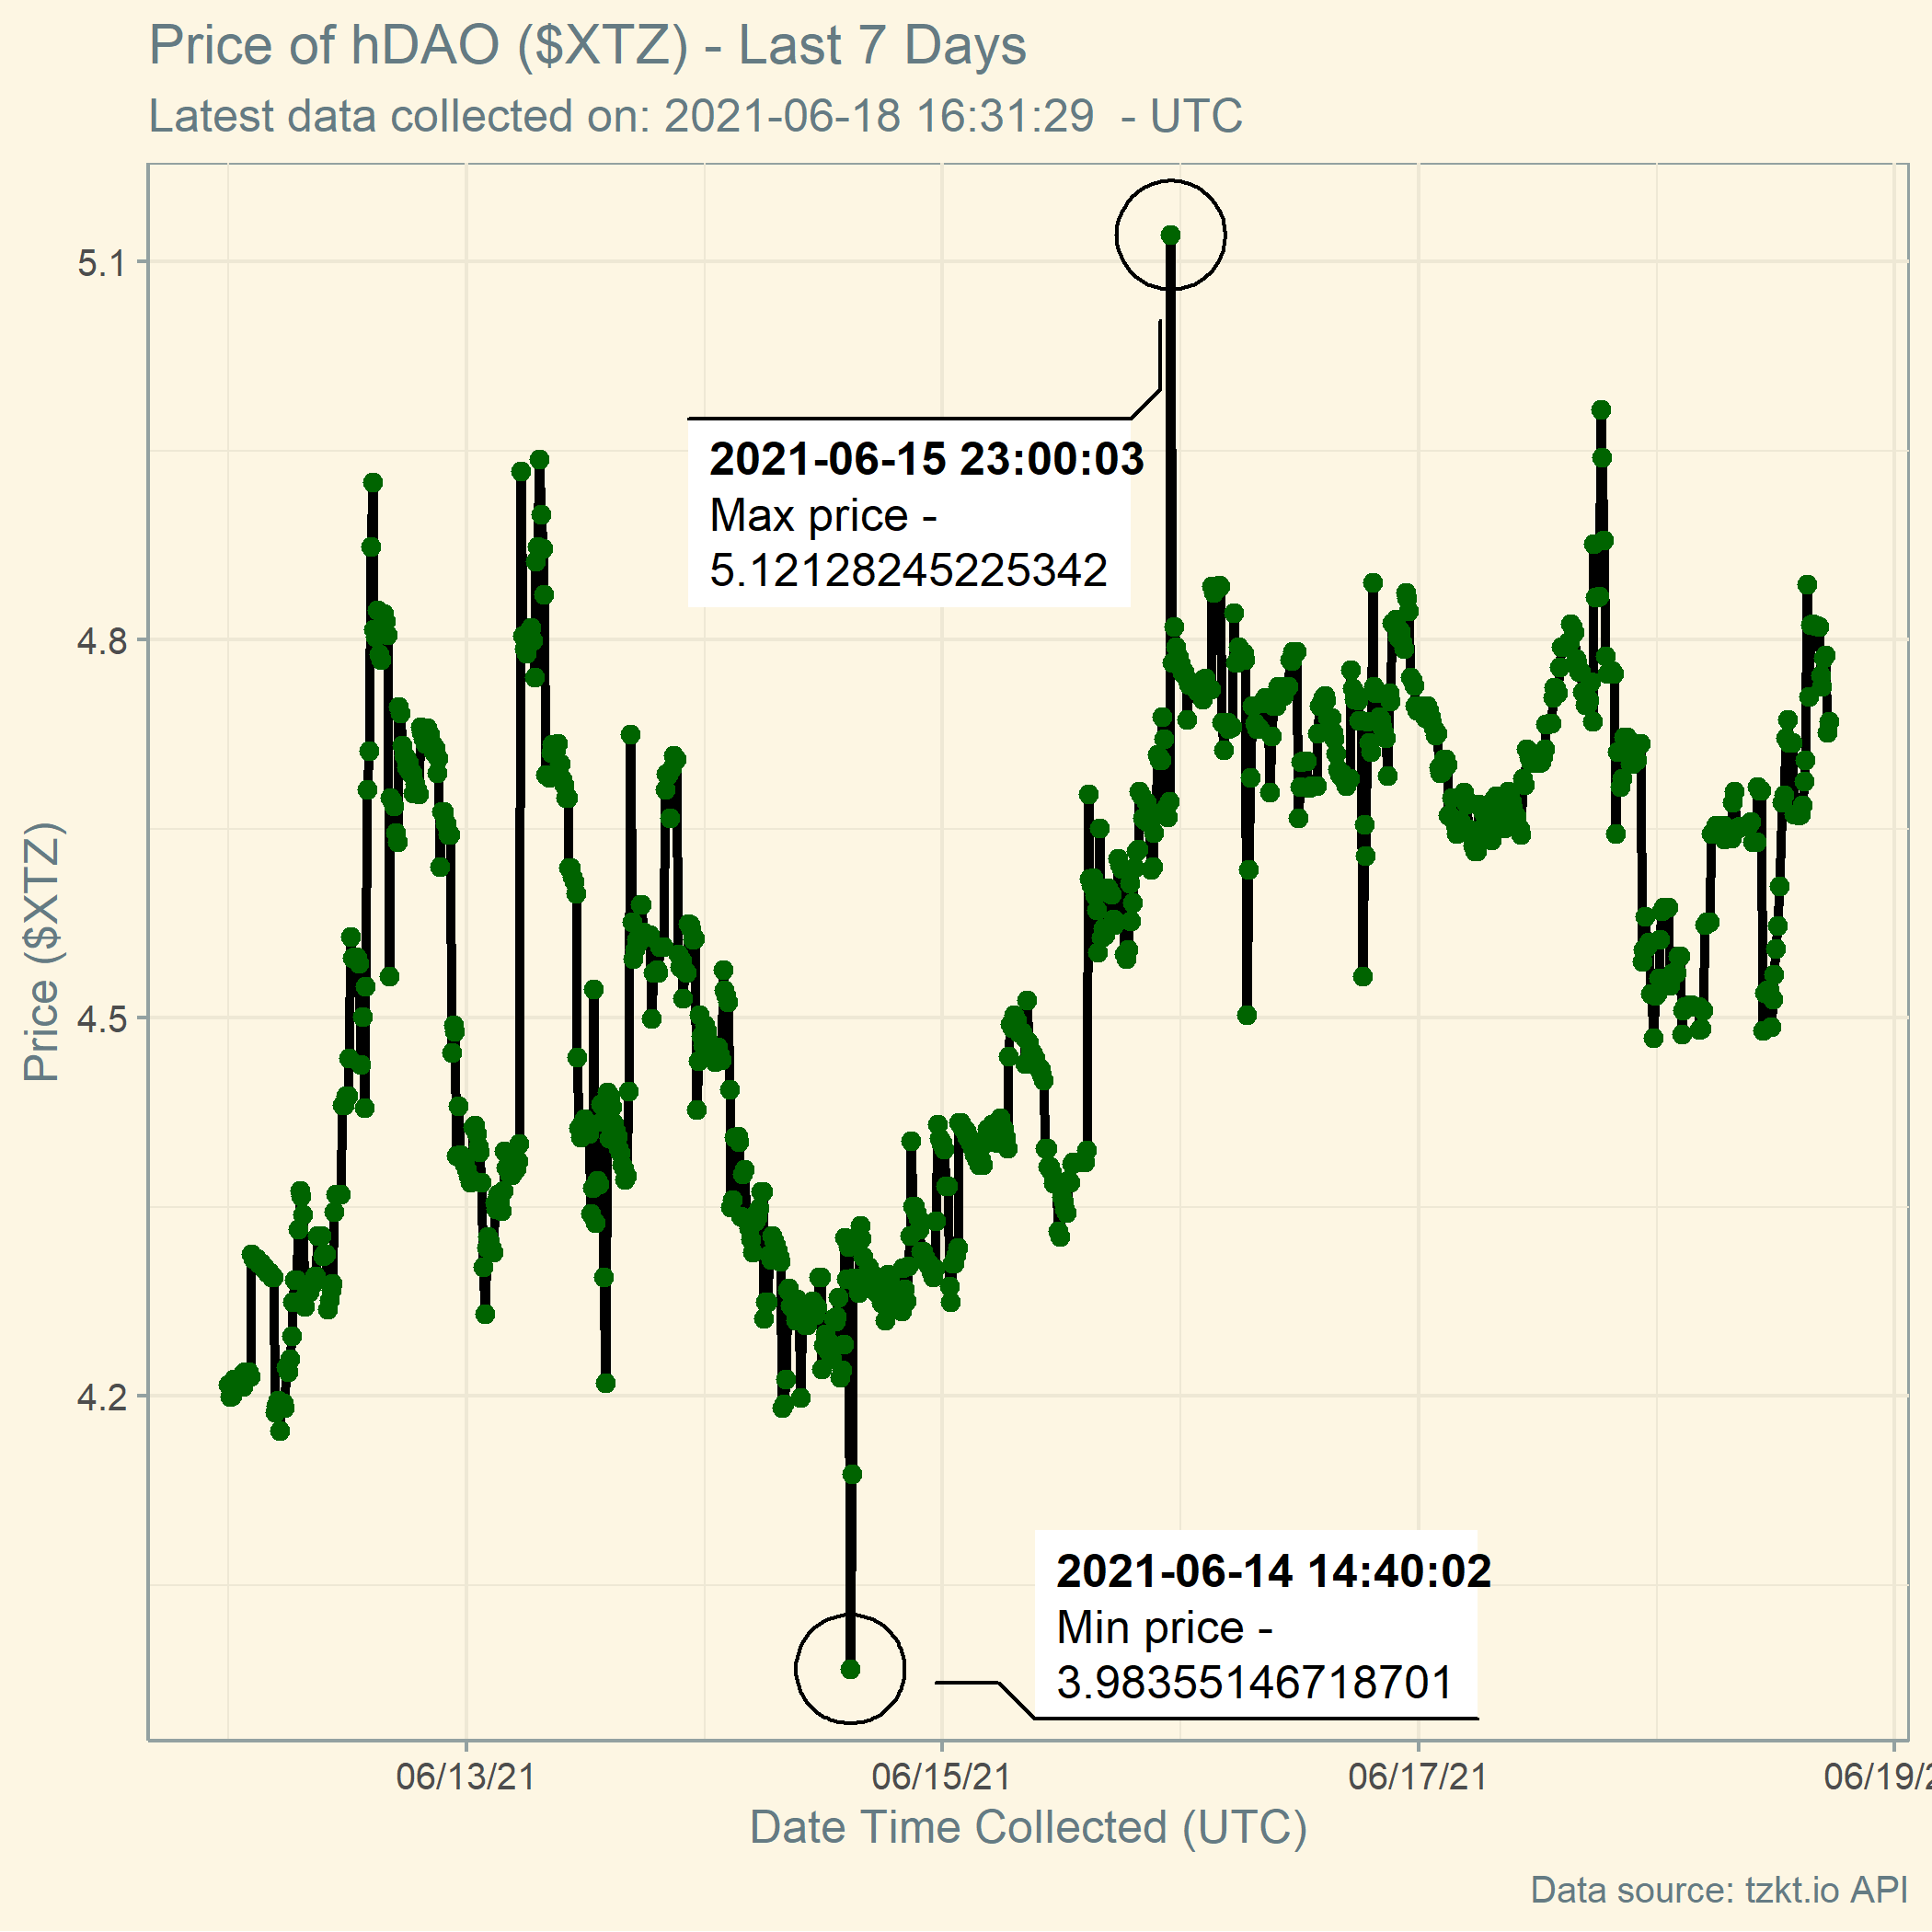 Price of hDAO ($XTZ) - Last 7 Days
Latest data collected on: 2021-06-18 16:31:29  - UTC
5.1
4.8
4.5
4.2
Price ($XTZ)
2021-06-15 23:00:03
Max price -
5.12128245225342
2021-06-14 14:40:02
Min price -
3.98355146718701
06/13/21
06/15/21
06/17/21
06/19/2
Date Time Collected (UTC)
Data source: tzkt.io API